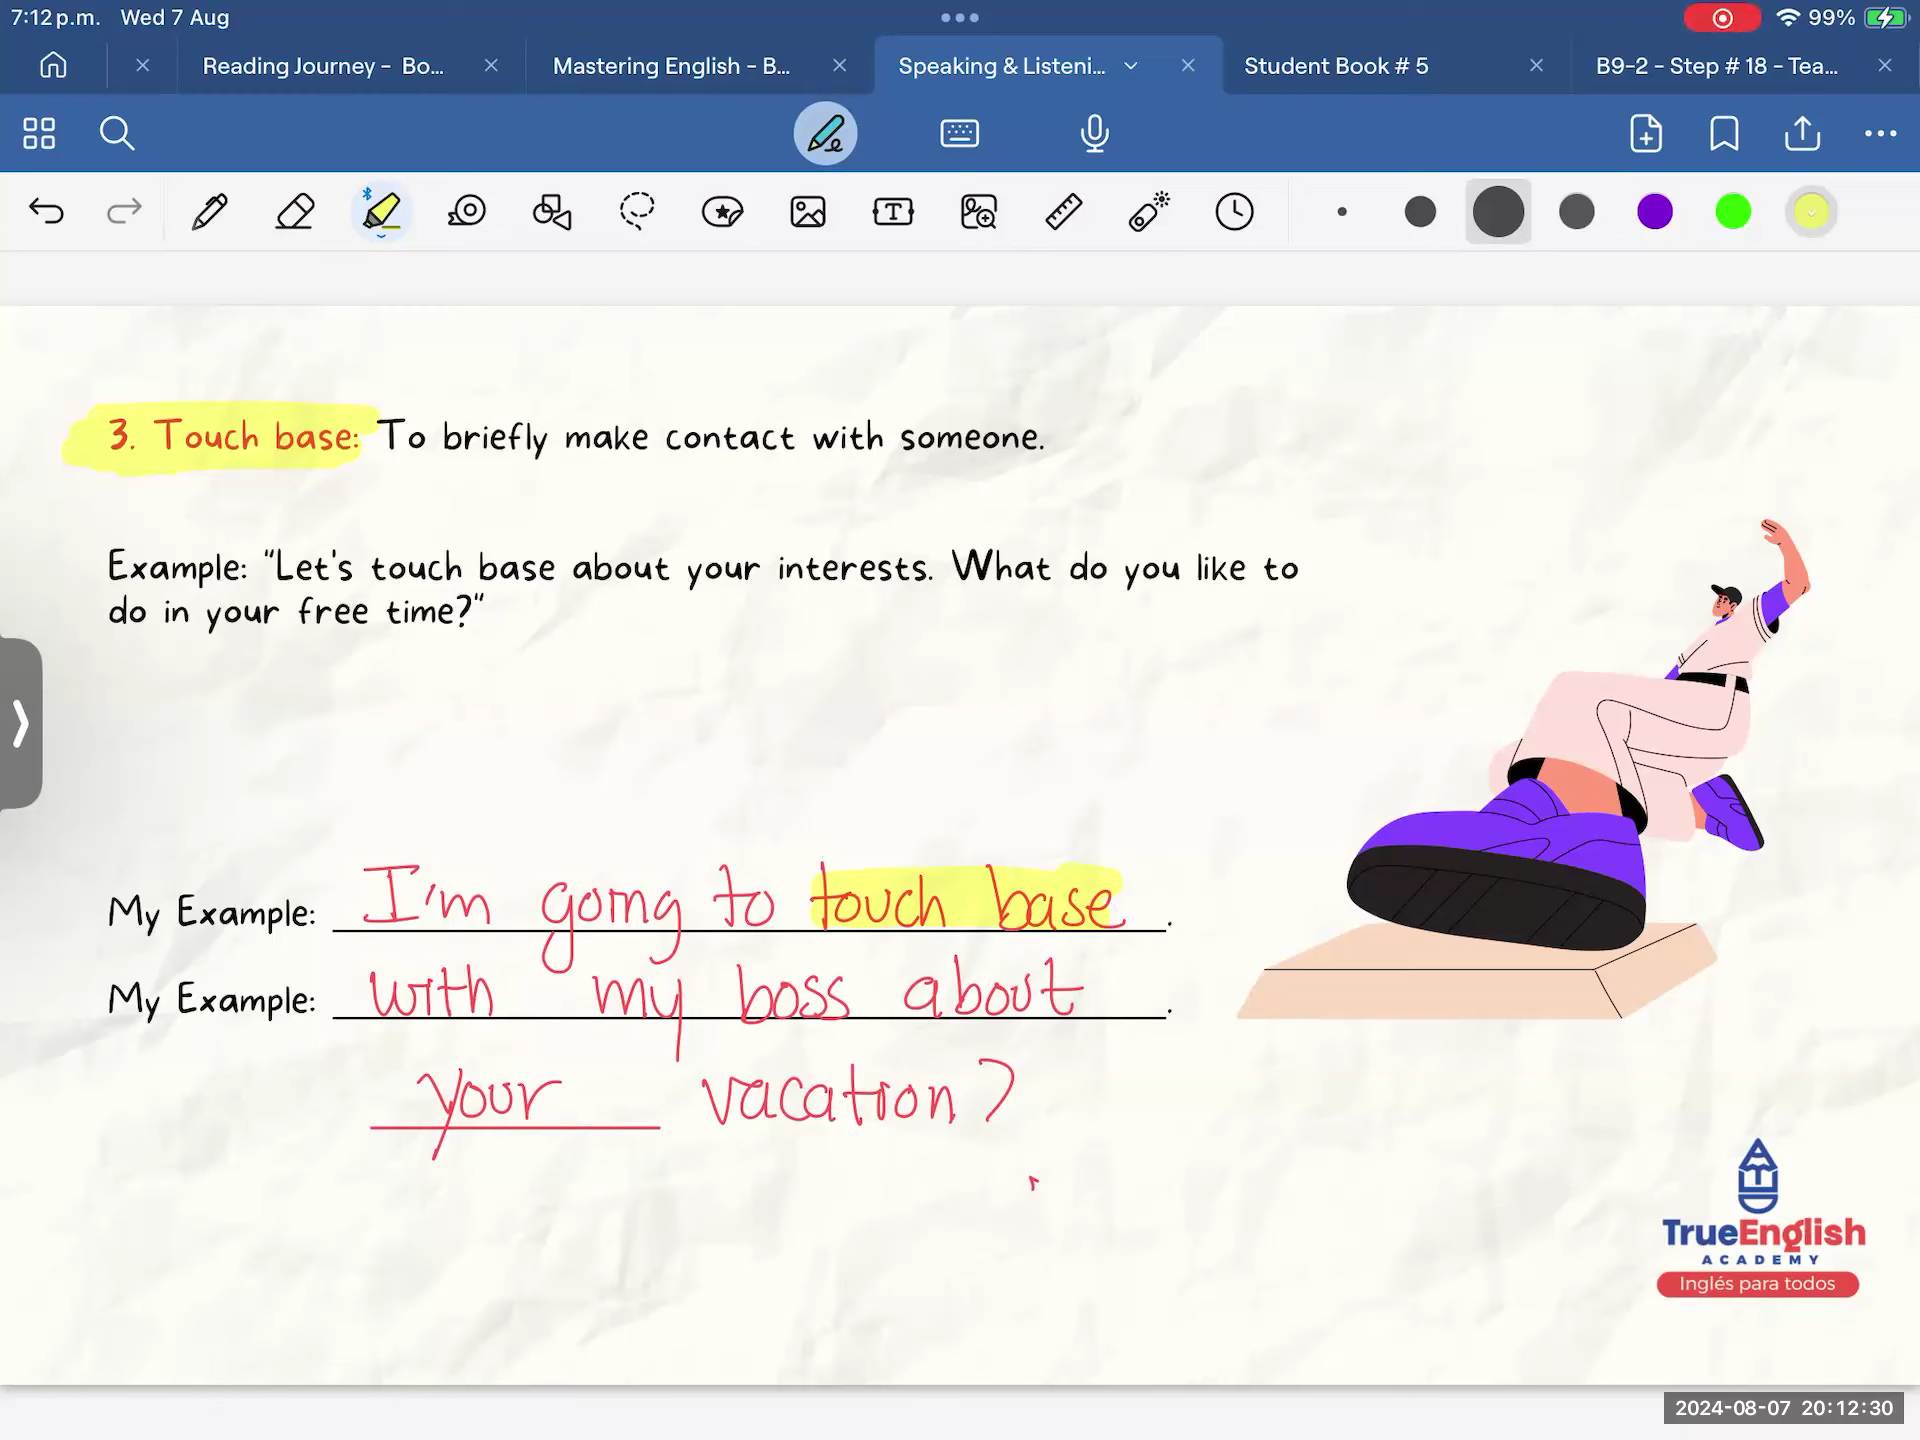 7:12 p.m. Wed 7 Aug
99%
Reading Journey - Bo...
Mastering English - B...
Speaking & Listeni...
Student Book # 5
B9-2 - Step # 18 - Tea...
3. Touch base: To briefly make contact with someone.
Example: "Let's touch base about your interests. What do you like to
do in your free time?"
My Example: I'm going to touch base.
My Example: with my boss about.
your vacation?
TrueEnglish
ACADEMY
Inglés para todos
2024-08-07 20:12:30